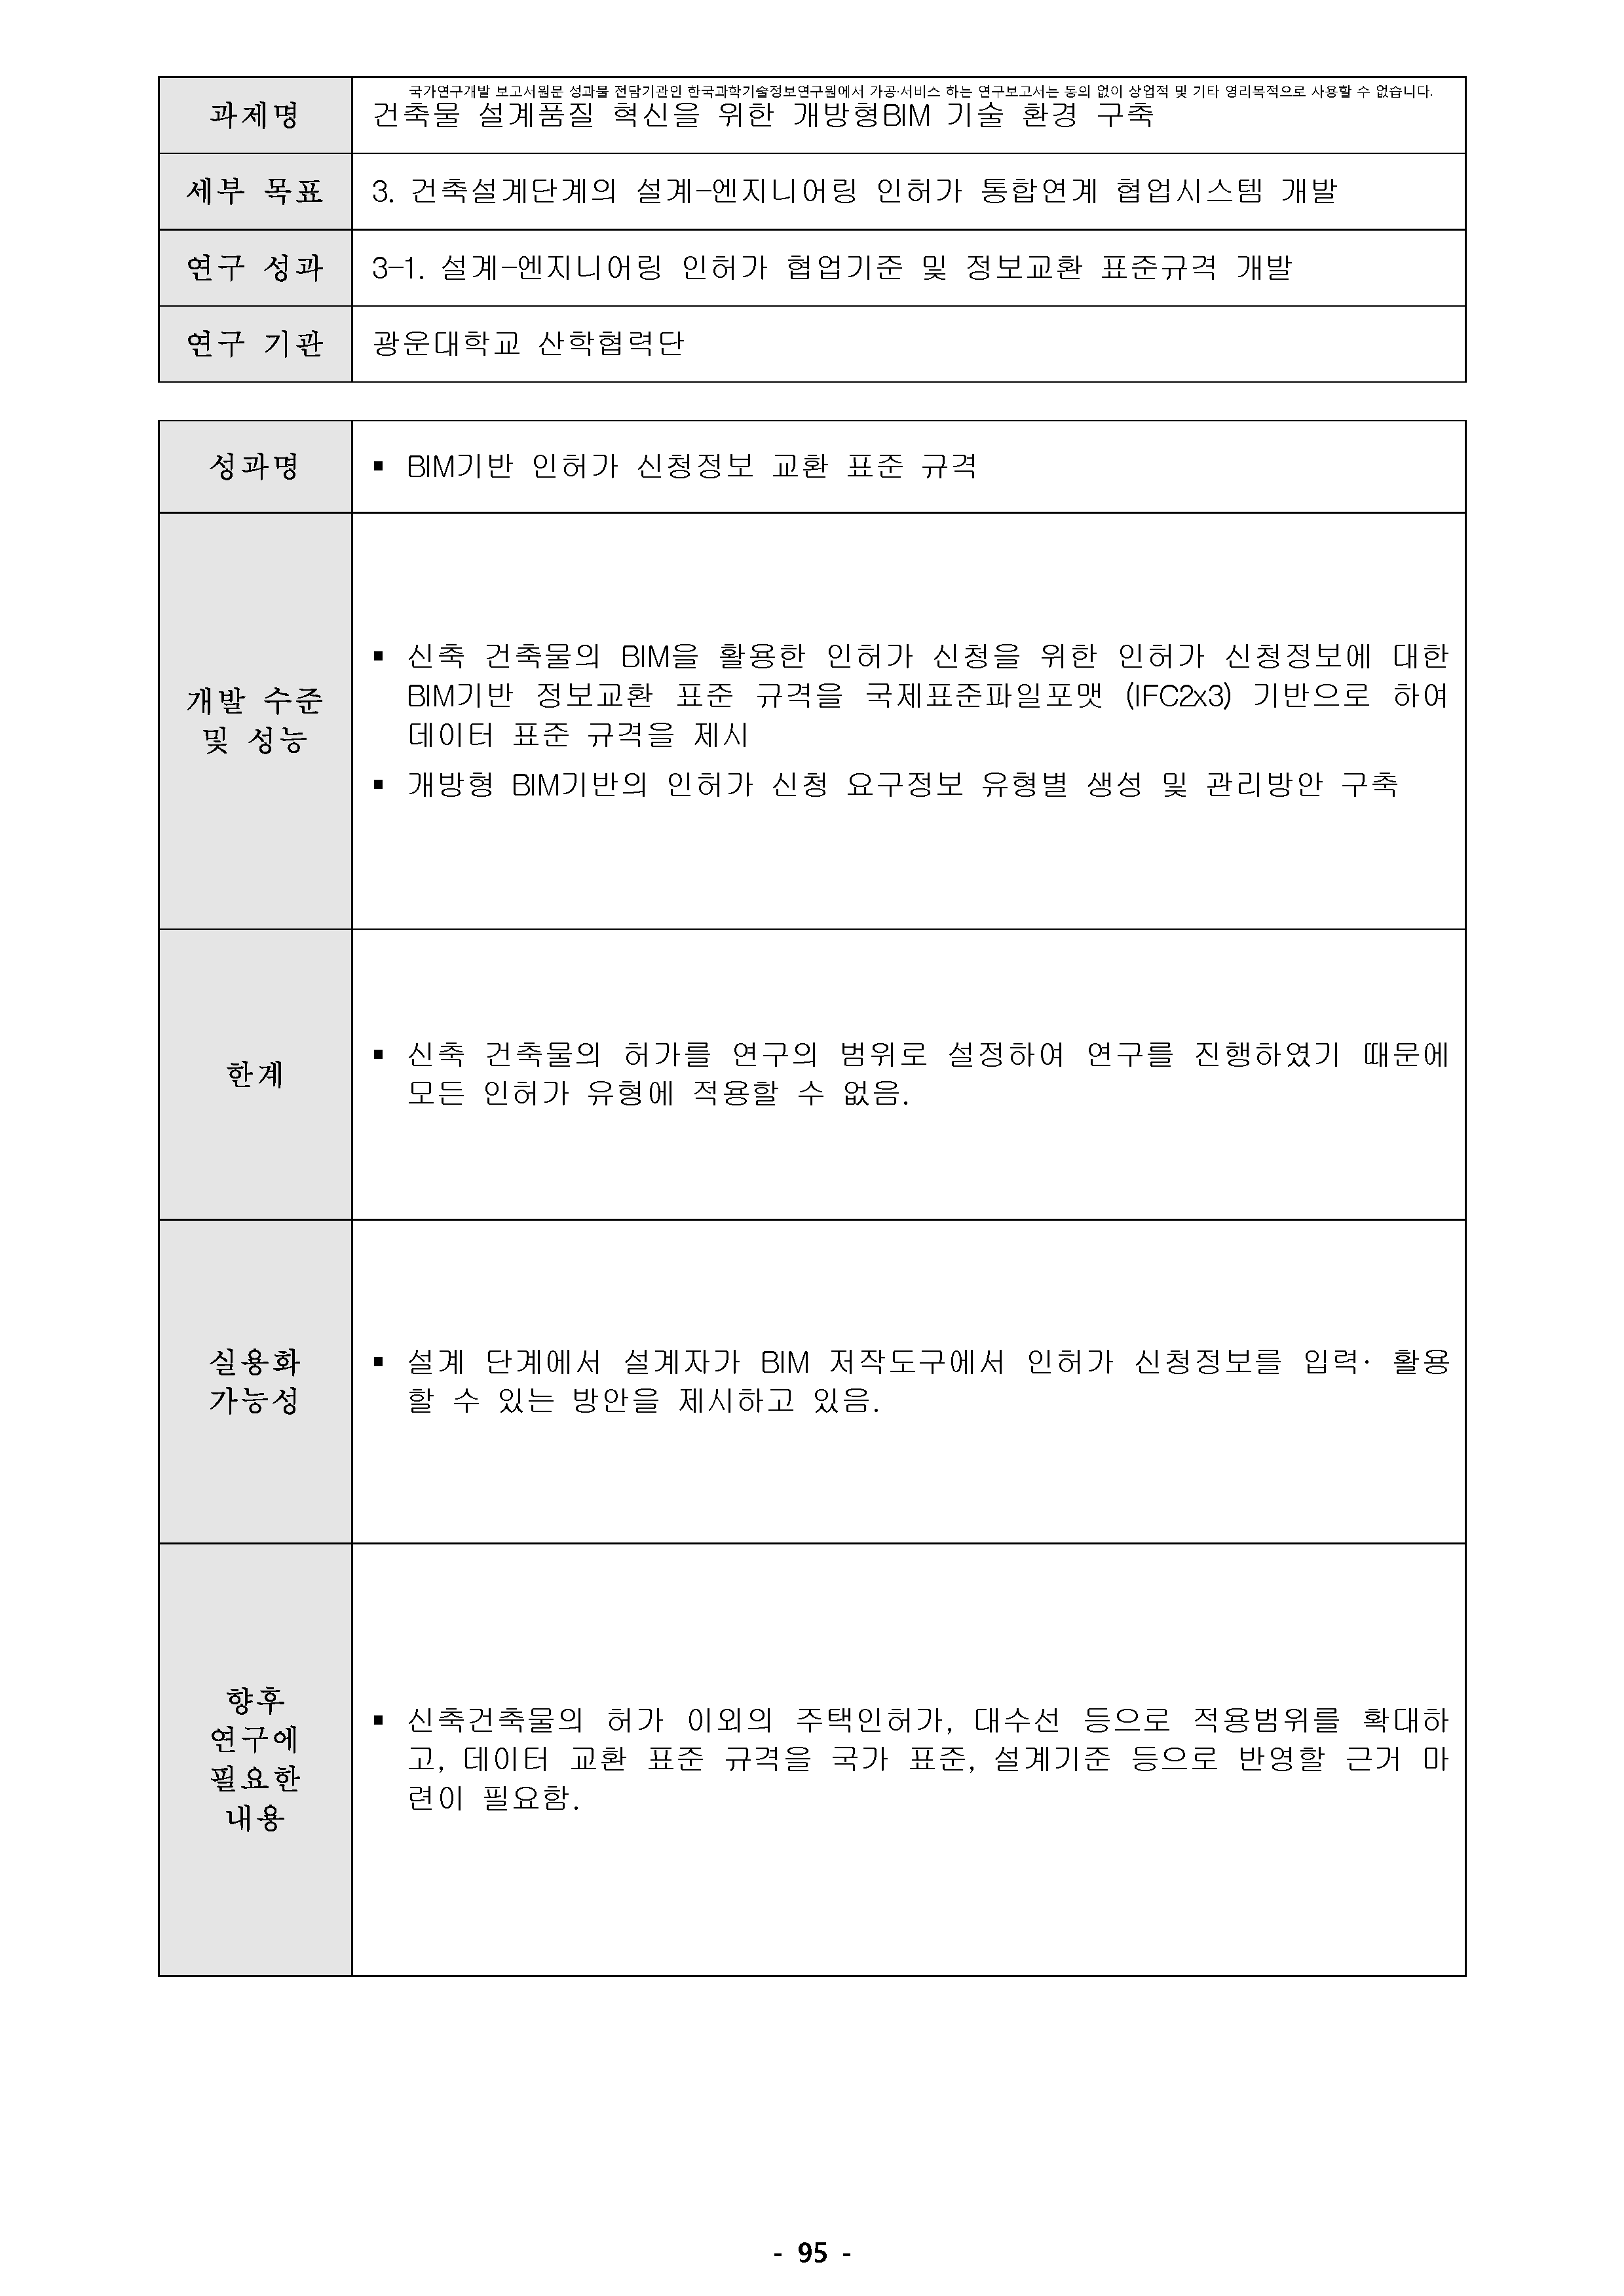 국가연구개발 보고서원문 성과물 전담기관인 한국과학기술정보연구원에서 가공·서비스 하는 연구보고서는 동의 없이 상업적 및 기타 영리목적으로 사용할 수 없습니다.
과제명 건축물 설계품질 혁신을 위한 개방형BIM 기술 환경 구축
세부 목표 3. 건축설계단계의 설계-엔지니어링 인허가 통합연계 협업시스템 개발
연구 성과 3-1. 설계-엔지니어링 인허가 협업기준 및 정보교환 표준규격 개발
연구 기관 광운대학교 산학협력단
성과명 ▪ BIM기반 인허가 신청정보 교환 표준 규격
개발 수준
및 성능
▪ 신축 건축물의 BIM을 활용한 인허가 신청을 위한 인허가 신청정보에 대한
BIM기반 정보교환 표준 규격을 국제표준파일포맷 (IFC2x3) 기반으로 하여
데이터 표준 규격을 제시
▪ 개방형 BIM기반의 인허가 신청 요구정보 유형별 생성 및 관리방안 구축
한계
▪ 신축 건축물의 허가를 연구의 범위로 설정하여 연구를 진행하였기 때문에
모든 인허가 유형에 적용할 수 없음.
실용화
가능성
▪ 설계 단계에서 설계자가 BIM 저작도구에서 인허가 신청정보를 입력· 활용
할 수 있는 방안을 제시하고 있음.
향후
연구에
필요한
내용
▪ 신축건축물의 허가 이외의 주택인허가, 대수선 등으로 적용범위를 확대하
고, 데이터 교환 표준 규격을 국가 표준, 설계기준 등으로 반영할 근거 마
련이 필요함.
- 95 -